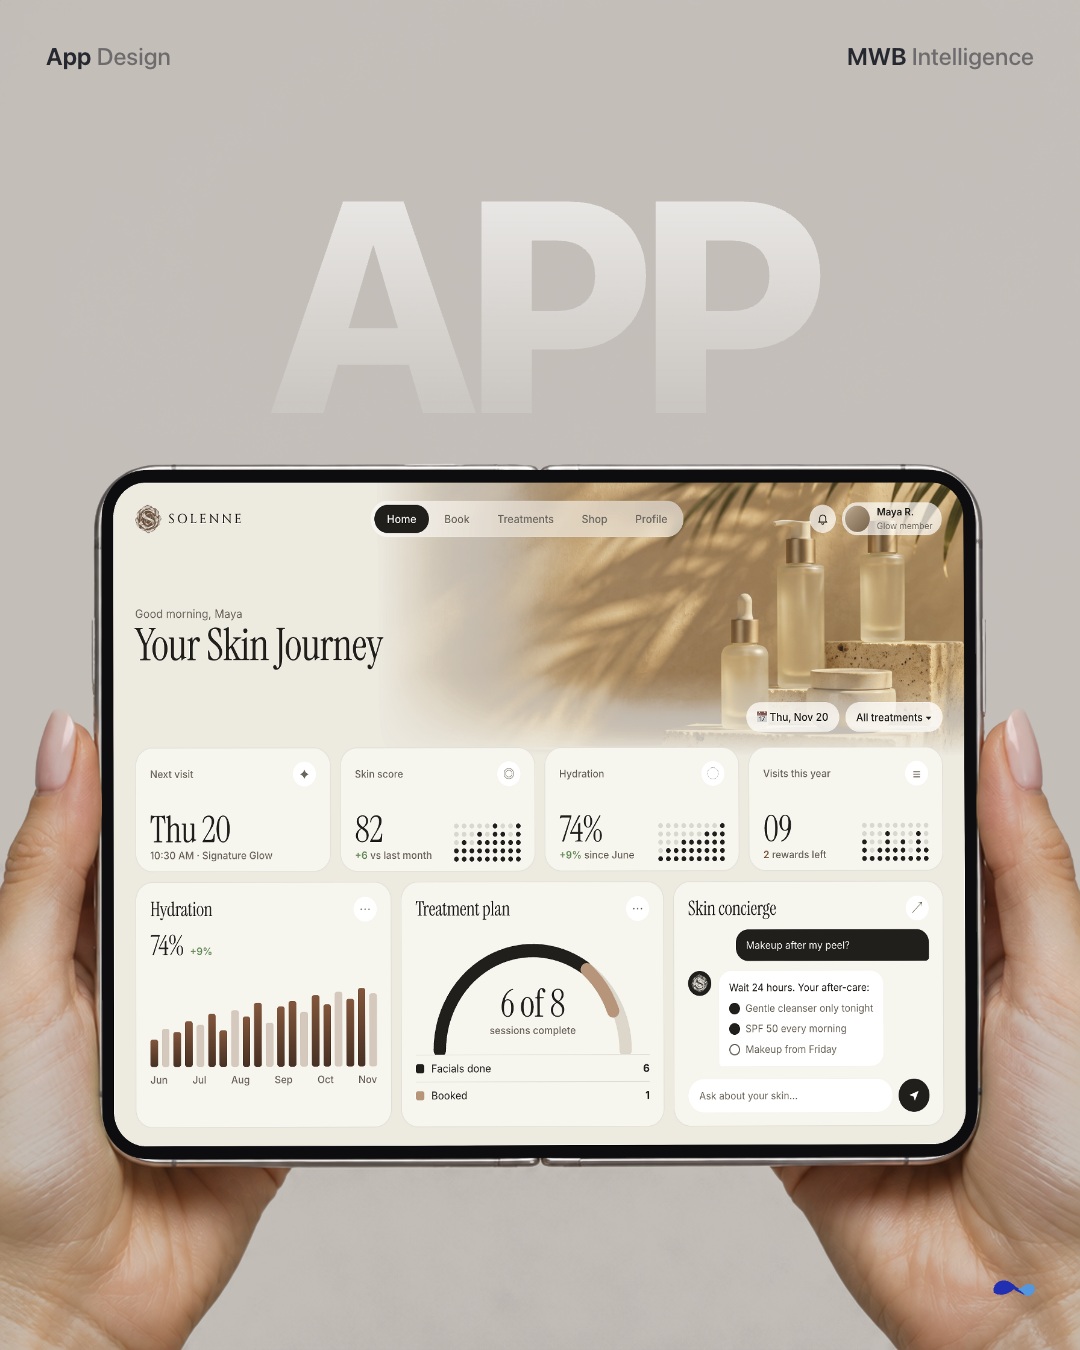 App Design
MWB Intelligence
APP
SOLENNE
Home
Book
Treatments
Shop
Profile
Maya R.
Glow member
Good morning, Maya
Your Skin Journey
Thu, Nov 20
All treatments
Next visit
Thu 20
10:30 AM · Signature Glow
Skin score
82
+6 vs last month
Hydration
74%
+9% since June
Visits this year
09
2 rewards left
Hydration
74% +9%
Jun Jul Aug Sep Oct Nov
Treatment plan
6 of 8
sessions complete
Facials done 6
Booked 1
Skin concierge
Makeup after my peel?
Wait 24 hours. Your after-care:
Gentle cleanser only tonight
SPF 50 every morning
Makeup from Friday
Ask about your skin...